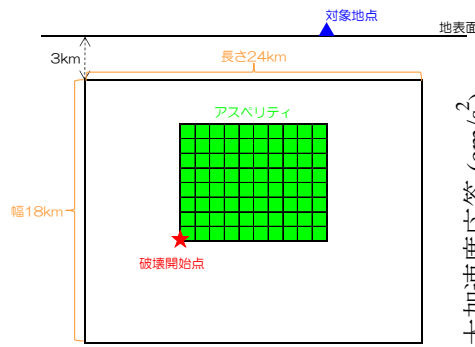 対象地点
地表面
3km
長さ24km
アスペリティ
幅18km
破壊開始点